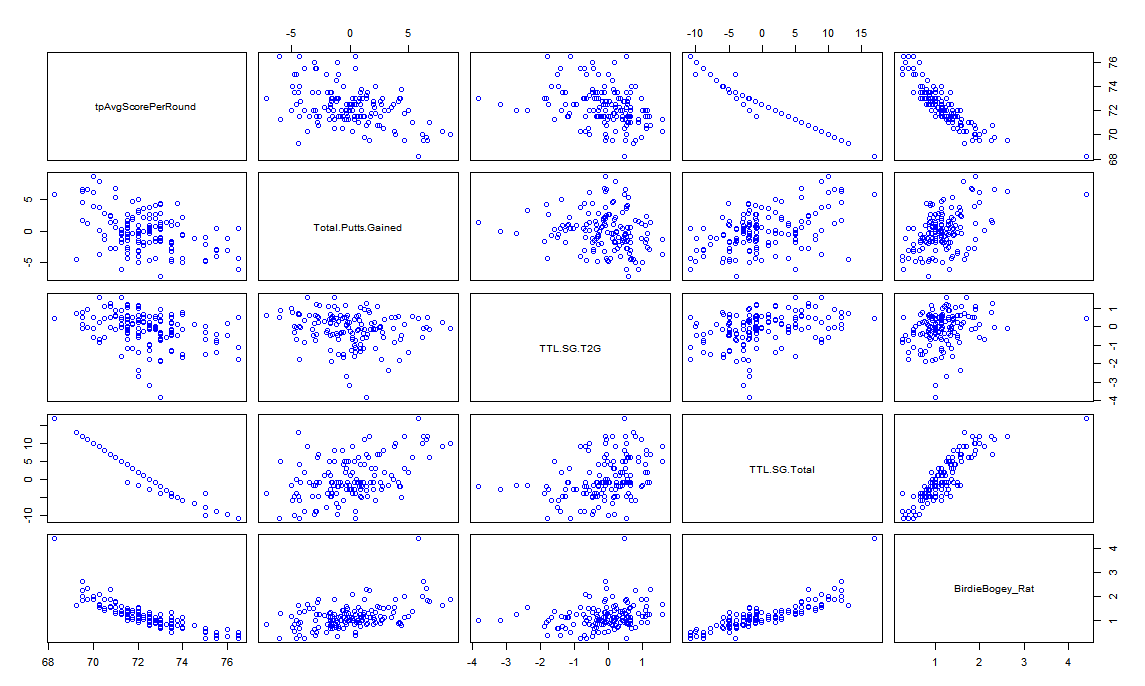 -5 0 5
-10 -5 0 5 10 15
tpAvgScorePerRound
68 70 72 74 76
-5 0 5
Total.Putts.Gained
TTL.SG.T2G
-4 -3 -2 -1 0 1
-10 0 5 10
TTL.SG.Total
BirdieBogey_Rat
1 2 3 4
68 70 72 74 76
-4 -3 -2 -1 0 1
1 2 3 4